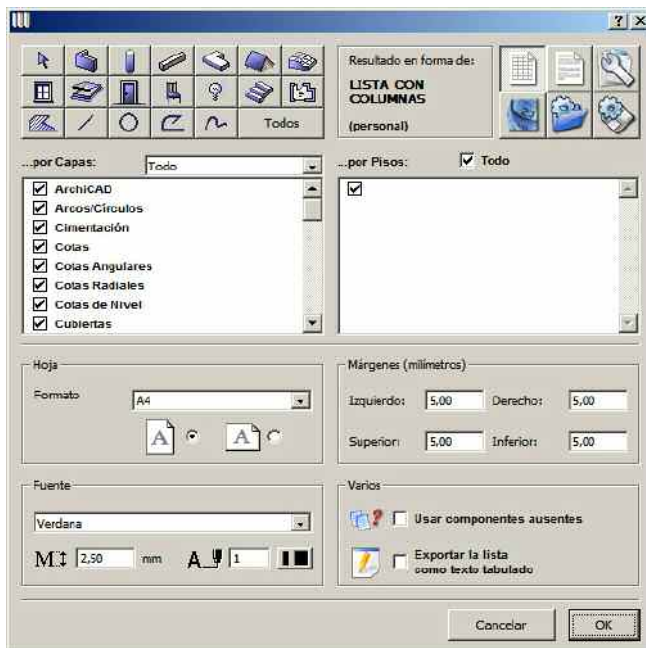 Resultado en forma de:
LISTA CON
COLUMNAS
(personal)
Todos
...por Capas:
Todo
...por Pisos:
Todo
ArchiCAD
Arcos/Círculos
Cimentación
Cotas
Cotas Angulares
Cotas Radiales
Cotas de Nivel
Cubiertas
Hoja
Formato
A4
A
A
Márgenes (milímetros)
Izquierdo: 5,00 Derecho: 5,00
Superior: 5,00 Inferior: 5,00
Fuente
Verdana
M 2,50 mm A 1
Varios
Usar componentes ausentes
Exportar la lista
como texto tabulado
Cancelar OK